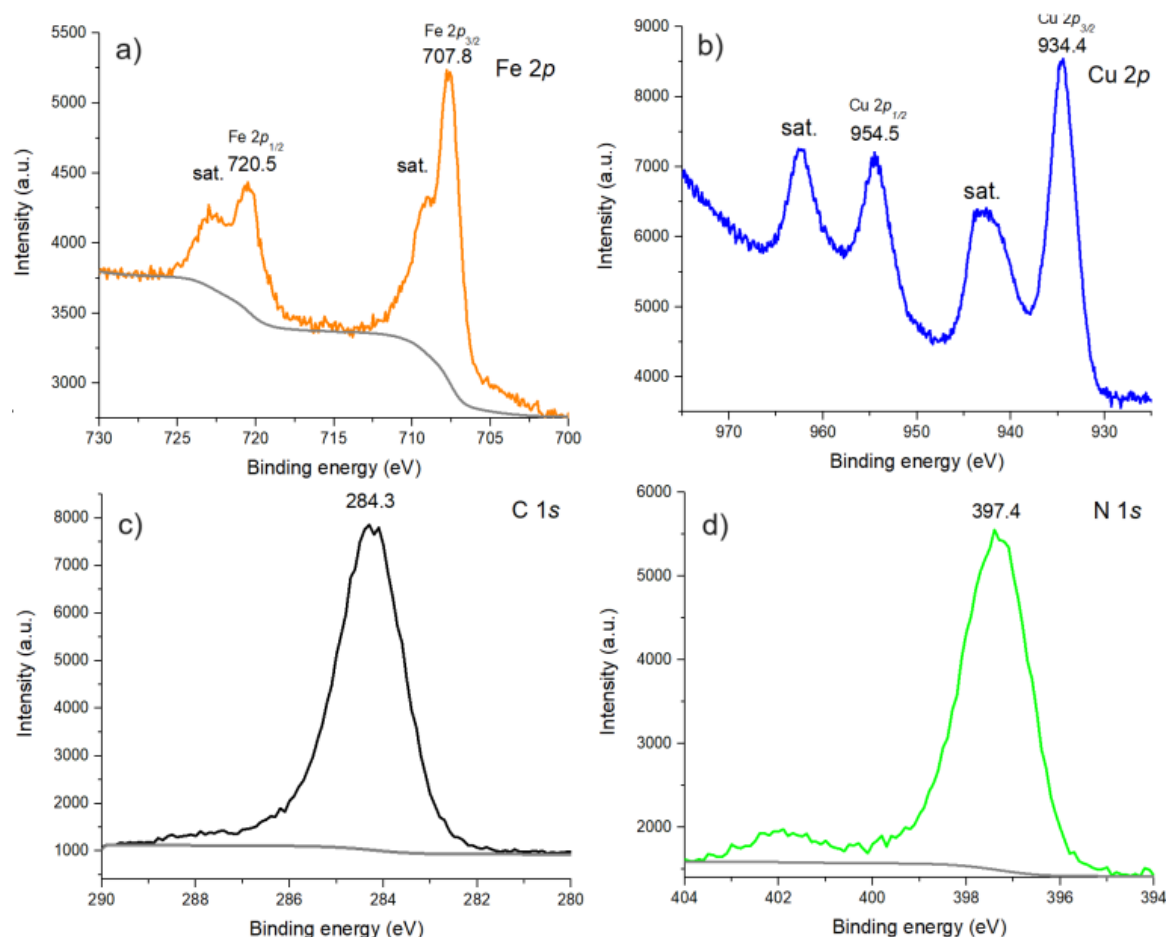 a)
Fe 2p3/2
707.8
Fe 2p
Fe 2p1/2
720.5
sat.
sat.
5500
5000
4500
4000
3500
3000
Intensity (a.u.)
730 725 720 715 710 705 700
Binding energy (eV)
b)
Cu 2p3/2
934.4
Cu 2p
Cu 2p1/2
954.5
sat.
sat.
9000
8000
7000
6000
5000
4000
Intensity (a.u.)
970 960 950 940 930
Binding energy (eV)
c)
284.3
C 1s
8000
7000
6000
5000
4000
3000
2000
1000
Intensity (a.u.)
290 288 286 284 282 280
Binding energy (eV)
d)
397.4
N 1s
6000
5000
4000
3000
2000
Intensity (a.u.)
404 402 400 398 396 394
Binding energy (eV)